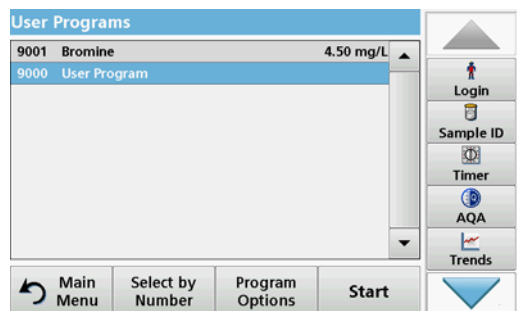 User Programs
9001 Bromine 4.50 mg/L
9000 User Program
Login
Sample ID
Timer
AQA
Trends
Main
Menu
Select by
Number
Program
Options
Start